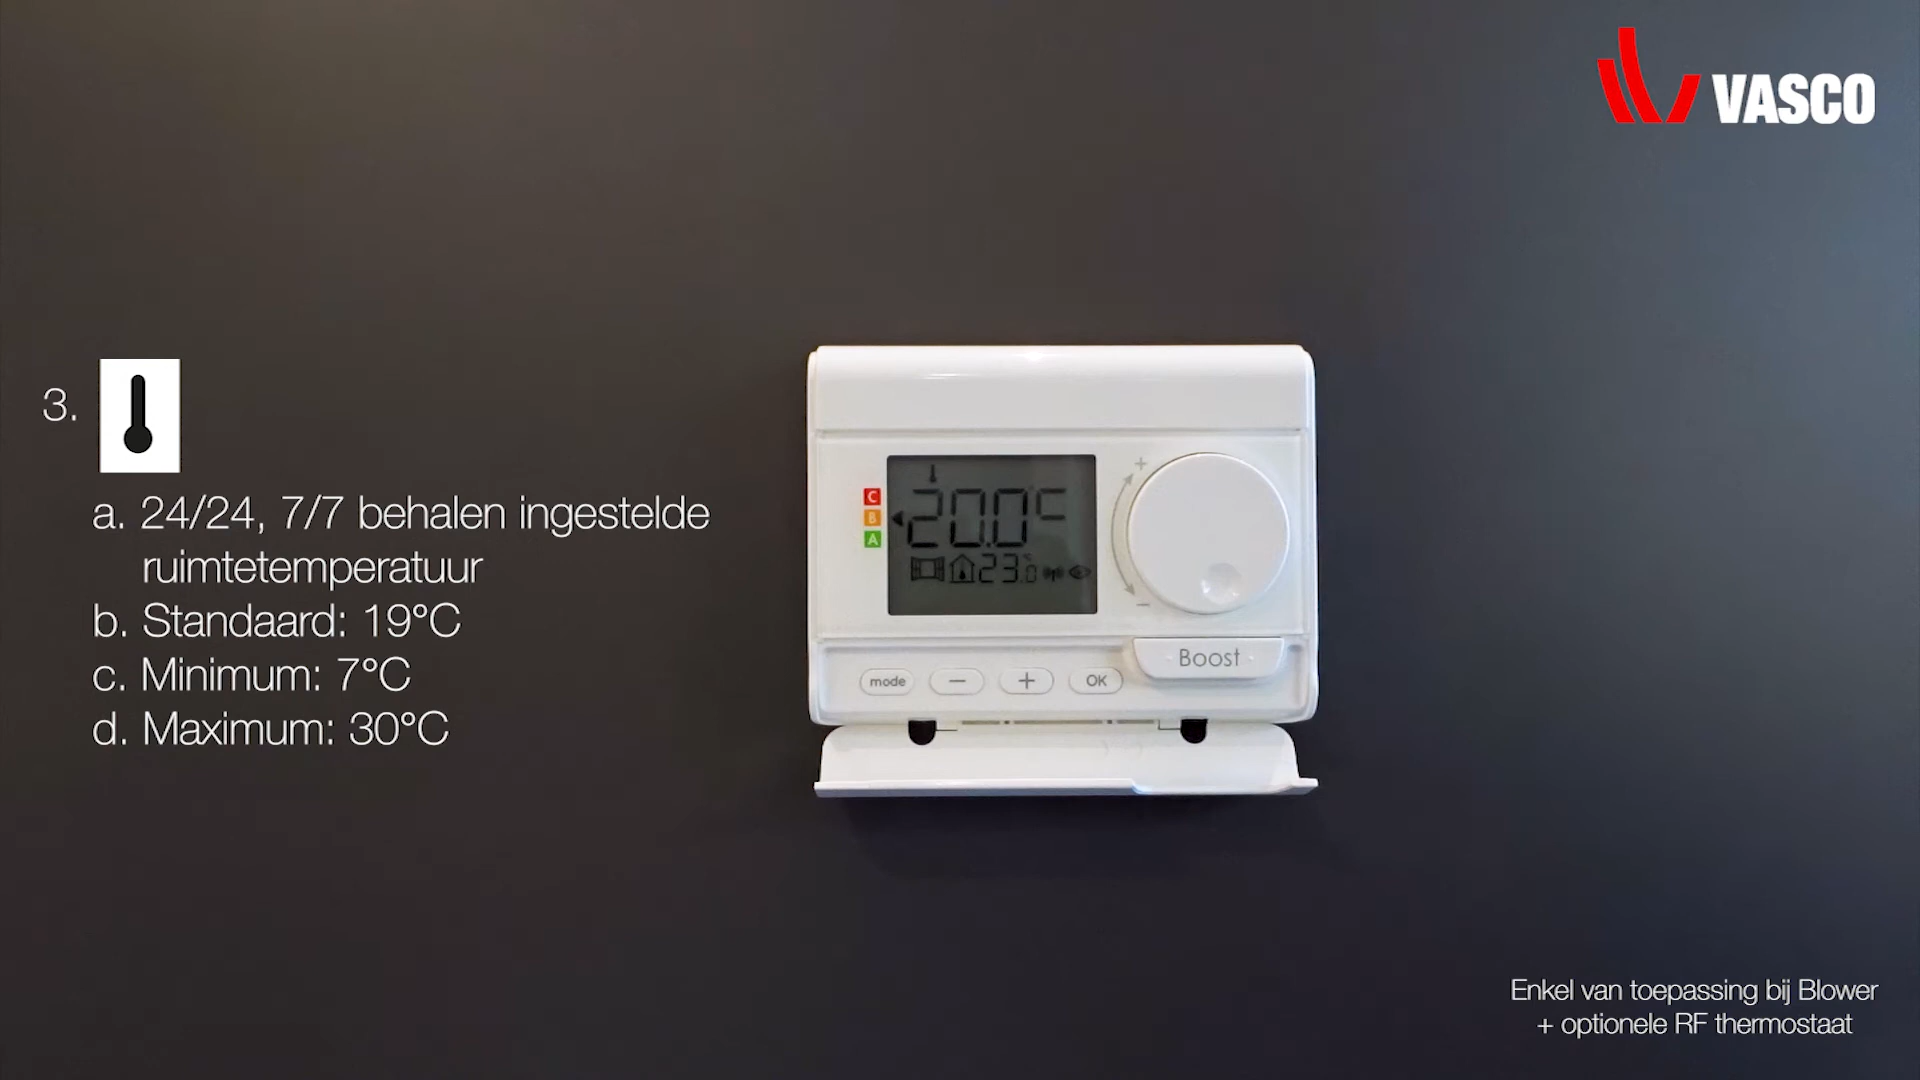 VASCO
3.
a. 24/24, 7/7 behalen ingestelde
ruimtetemperatuur
b. Standaard: 19°C
c. Minimum: 7°C
d. Maximum: 30°C
C
B
A
20.0°C
23.0°
+
−
Boost
mode − + OK
Enkel van toepassing bij Blower
+ optionele RF thermostaat